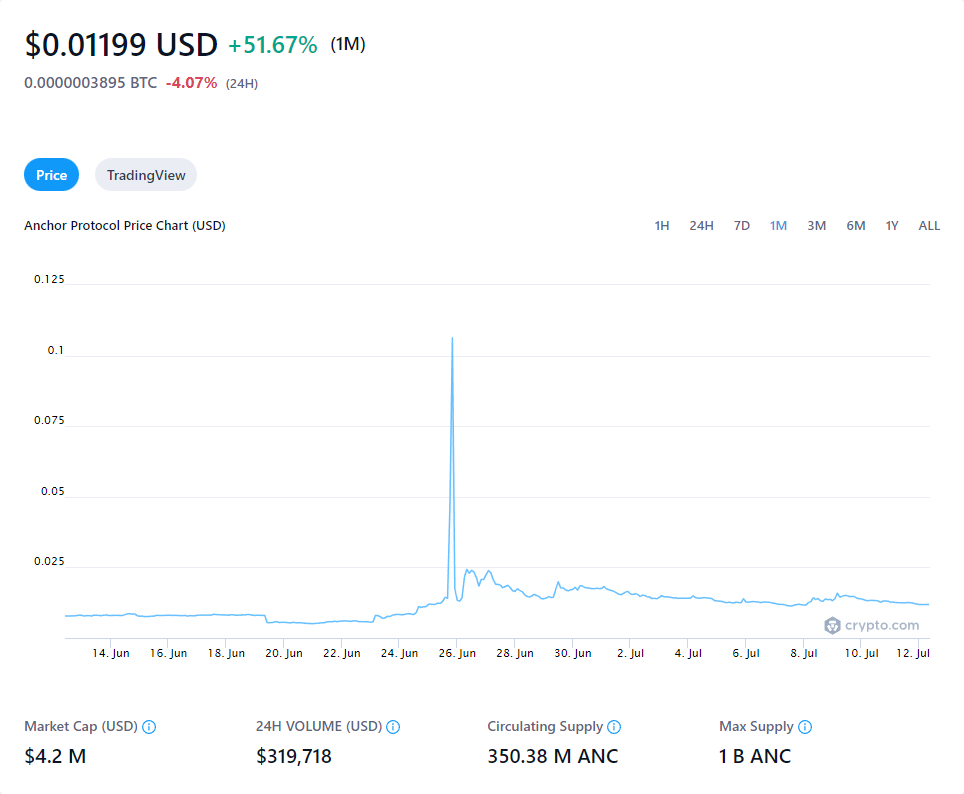 $0.01199 USD +51.67% (1M)
0.0000003895 BTC -4.07% (24H)
Price TradingView
Anchor Protocol Price Chart (USD) 1H 24H 7D 1M 3M 6M 1Y ALL
0.125
0.1
0.075
0.05
0.025
crypto.com
14. Jun 16. Jun 18. Jun 20. Jun 22. Jun 24. Jun 26. Jun 28. Jun 30. Jun 2. Jul 4. Jul 6. Jul 8. Jul 10. Jul 12. Jul
Market Cap (USD) 24H VOLUME (USD) Circulating Supply Max Supply
$4.2 M $319,718 350.38 M ANC 1 B ANC